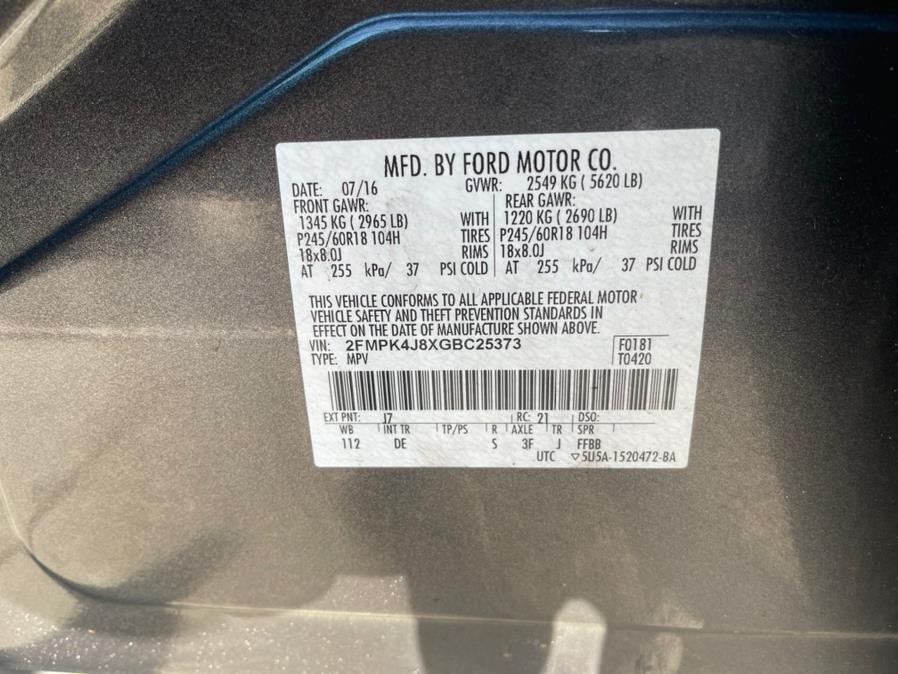 MFD. BY FORD MOTOR CO.
DATE: 07/16 GVWR: 2549 KG ( 5620 LB)
FRONT GAWR: REAR GAWR:
1345 KG ( 2965 LB) WITH 1220 KG ( 2690 LB) WITH
P245/60R18 104H TIRES P245/60R18 104H TIRES
18x8.0J RIMS 18x8.0J RIMS
AT 255 kPa/ 37 PSI COLD AT 255 kPa/ 37 PSI COLD
THIS VEHICLE CONFORMS TO ALL APPLICABLE FEDERAL MOTOR
VEHICLE SAFETY AND THEFT PREVENTION STANDARDS IN
EFFECT ON THE DATE OF MANUFACTURE SHOWN ABOVE.
VIN: 2FMPK4J8XGBC25373 F0181
TYPE: MPV T0420
EXT PNT: J7 RC: 21 DSO:
WB INT TR TP/PS R AXLE TR SPR
112 DE S 3F J FFBB
UTC ▽5U5A-1520472-BA